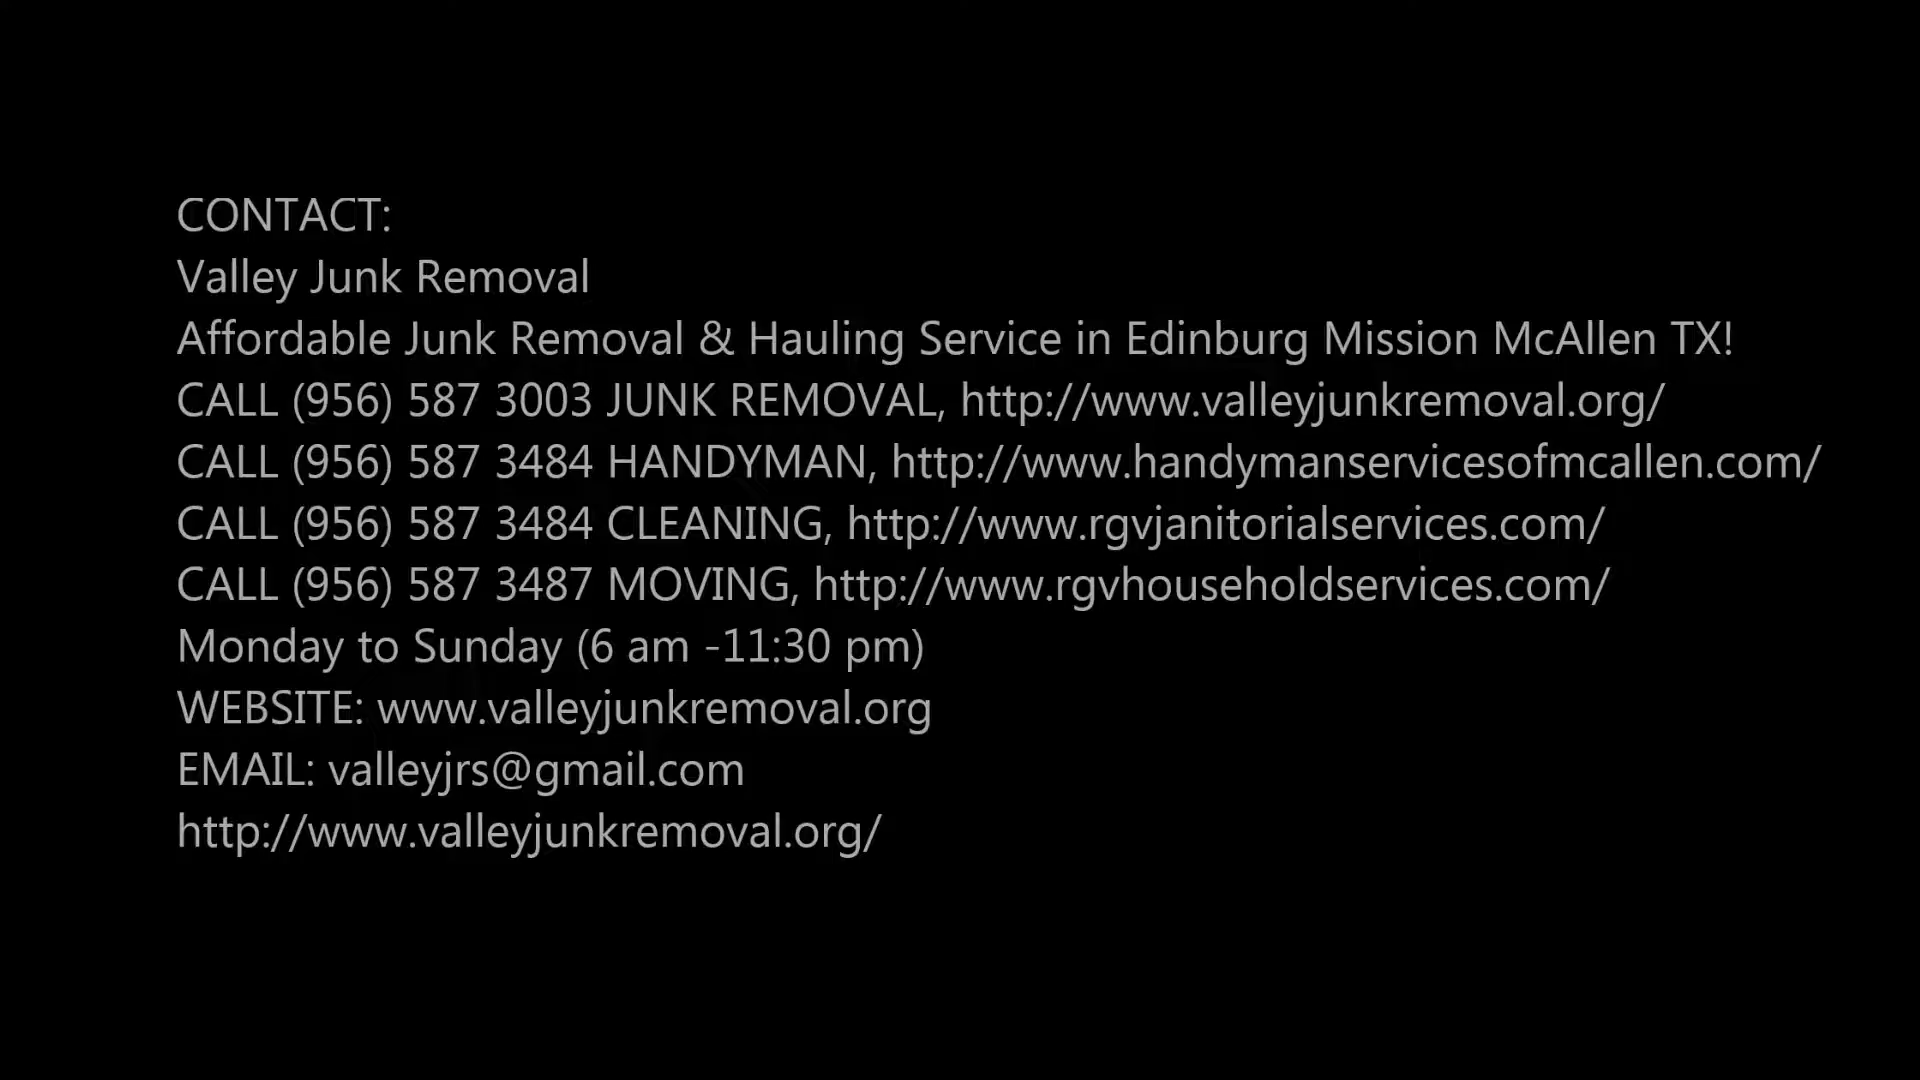 CONTACT:
Valley Junk Removal
Affordable Junk Removal & Hauling Service in Edinburg Mission McAllen TX!
CALL (956) 587 3003 JUNK REMOVAL, http://www.valleyjunkremoval.org/
CALL (956) 587 3484 HANDYMAN, http://www.handymanservicesofmcallen.com/
CALL (956) 587 3484 CLEANING, http://www.rgvjanitorialservices.com/
CALL (956) 587 3487 MOVING, http://www.rgvhouseholdservices.com/
Monday to Sunday (6 am -11:30 pm)
WEBSITE: www.valleyjunkremoval.org
EMAIL: valleyjrs@gmail.com
http://www.valleyjunkremoval.org/